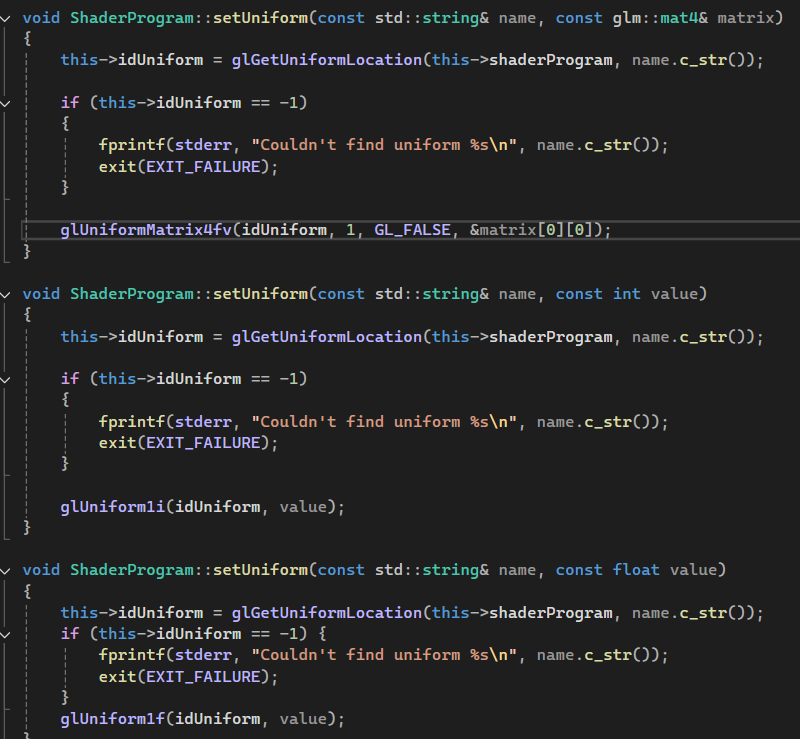 void ShaderProgram::setUniform(const std::string& name, const glm::mat4& matrix)
{
    this->idUniform = glGetUniformLocation(this->shaderProgram, name.c_str());
    if (this->idUniform == -1)
    {
        fprintf(stderr, "Couldn't find uniform %s\n", name.c_str());
        exit(EXIT_FAILURE);
    }
    glUniformMatrix4fv(idUniform, 1, GL_FALSE, &matrix[0][0]);
}
void ShaderProgram::setUniform(const std::string& name, const int value)
{
    this->idUniform = glGetUniformLocation(this->shaderProgram, name.c_str());
    if (this->idUniform == -1)
    {
        fprintf(stderr, "Couldn't find uniform %s\n", name.c_str());
        exit(EXIT_FAILURE);
    }
    glUniform1i(idUniform, value);
}
void ShaderProgram::setUniform(const std::string& name, const float value)
{
    this->idUniform = glGetUniformLocation(this->shaderProgram, name.c_str());
    if (this->idUniform == -1) {
        fprintf(stderr, "Couldn't find uniform %s\n", name.c_str());
        exit(EXIT_FAILURE);
    }
    glUniform1f(idUniform, value);
}